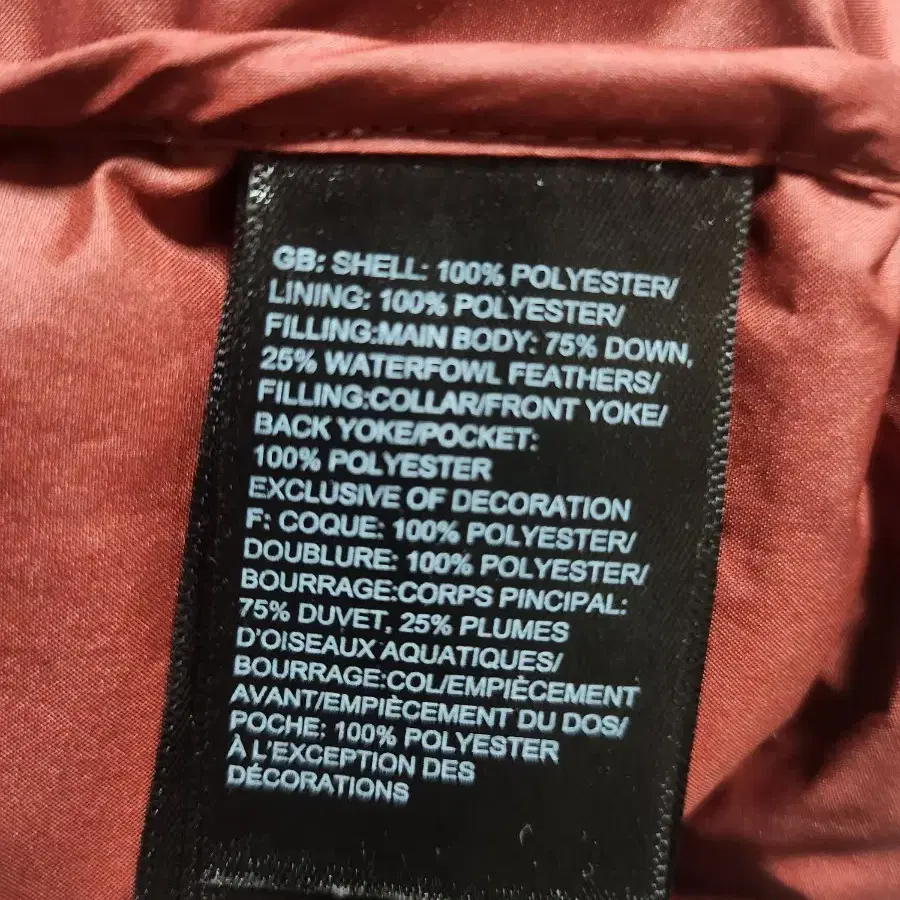 GB: SHELL: 100% POLYESTER/
LINING: 100% POLYESTER/
FILLING:MAIN BODY: 75% DOWN,
25% WATERFOWL FEATHERS/
FILLING:COLLAR/FRONT YOKE/
BACK YOKE/POCKET:
100% POLYESTER
EXCLUSIVE OF DECORATION
F: COQUE: 100% POLYESTER/
DOUBLURE: 100% POLYESTER/
BOURRAGE:CORPS PINCIPAL:
75% DUVET, 25% PLUMES
D'OISEAUX AQUATIQUES/
BOURRAGE:COL/EMPIÈCEMENT
AVANT/EMPIÈCEMENT DU DOS/
POCHE: 100% POLYESTER
À L'EXCEPTION DES
DÉCORATIONS